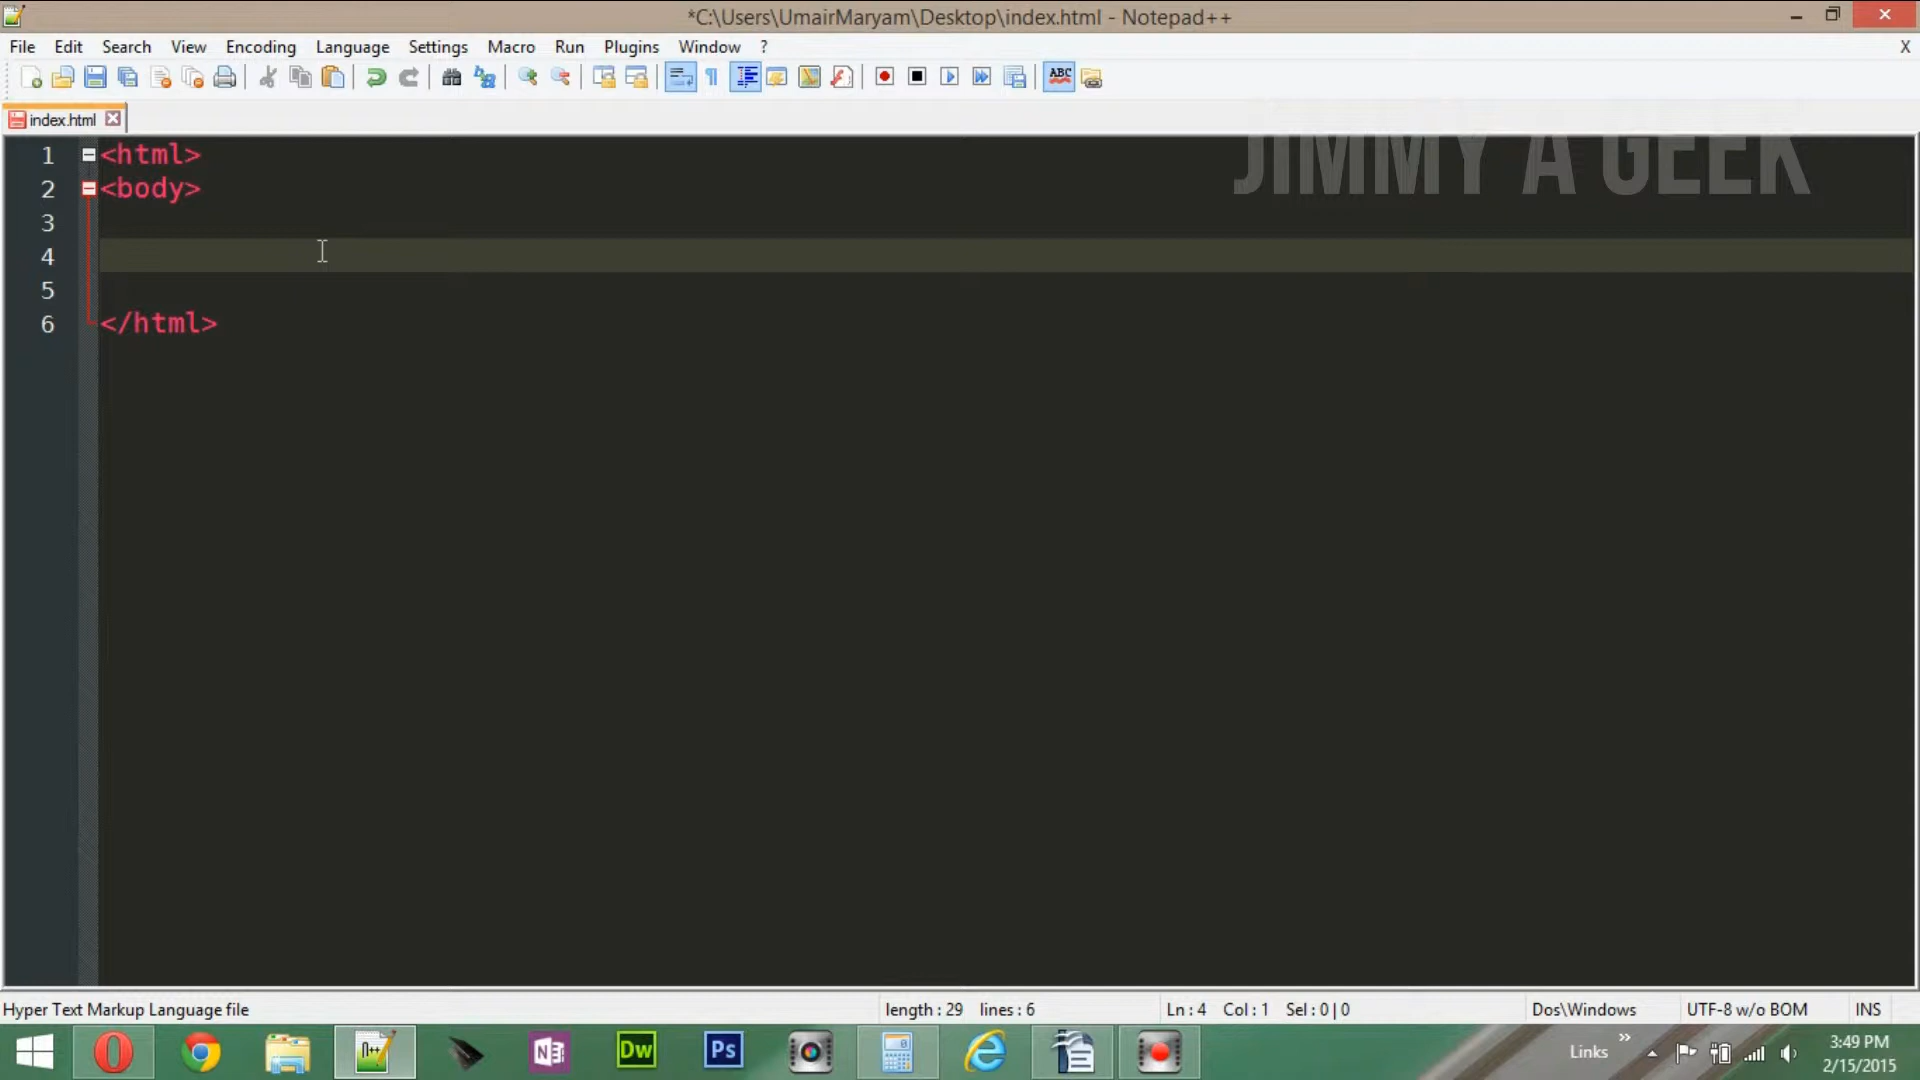 *C:\Users\UmairMaryam\Desktop\index.html - Notepad++
File Edit Search View Encoding Language Settings Macro Run Plugins Window ? X
ABC
index.html
JIMMY A GEEK
1 <html>
2 <body>
3
4
5
6 </html>
Hyper Text Markup Language file length : 29 lines : 6 Ln : 4 Col : 1 Sel : 0 | 0 Dos\Windows UTF-8 w/o BOM INS
Dw Ps Links 3:49 PM
2/15/2015